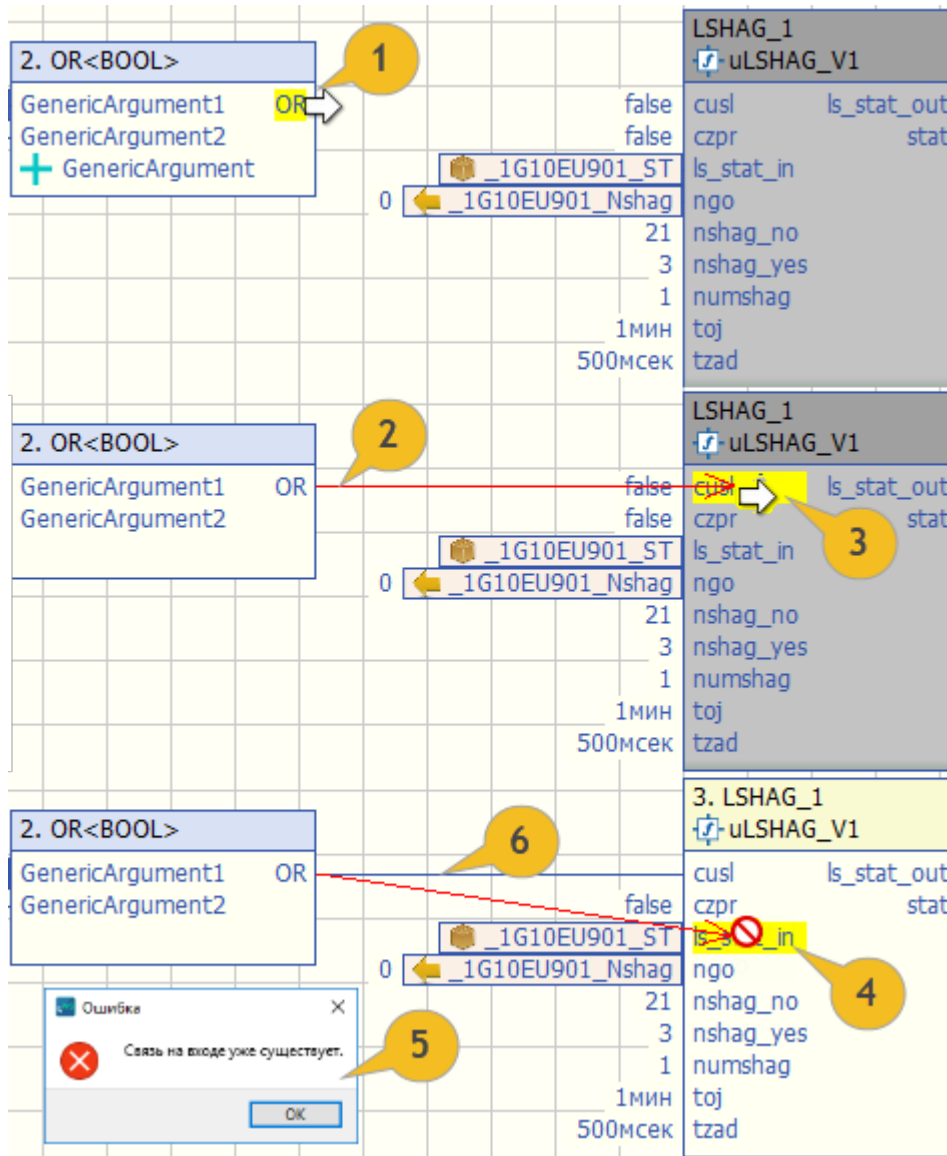 LSHAG_1
2. OR<BOOL>
1
uLSHAG_V1
GenericArgument1 OR
false cusl ls_stat_out
GenericArgument2
false czpr stat
GenericArgument
_1G10EU901_ST ls_stat_in
0 _1G10EU901_Nshag ngo
21 nshag_no
3 nshag_yes
1 numshag
1мин toj
500мсек tzad
LSHAG_1
2. OR<BOOL>
2
uLSHAG_V1
GenericArgument1 OR
false cusl ls_stat_out
GenericArgument2
false czpr stat
3
_1G10EU901_ST ls_stat_in
0 _1G10EU901_Nshag ngo
21 nshag_no
3 nshag_yes
1 numshag
1мин toj
500мсек tzad
3. LSHAG_1
2. OR<BOOL>
6
uLSHAG_V1
GenericArgument1 OR
cusl ls_stat_out
GenericArgument2
false czpr stat
_1G10EU901_ST ls_stat_in
0 _1G10EU901_Nshag ngo
4
21 nshag_no
Ошибка
3 nshag_yes
Связь на входе уже существует.
5
1 numshag
1мин toj
OK
500мсек tzad